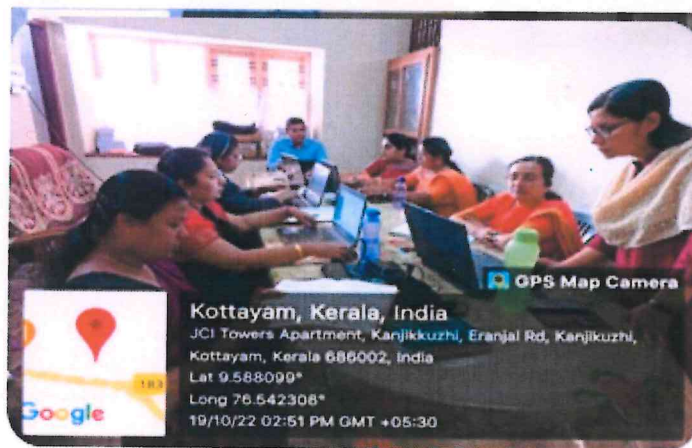 GPS Map Camera
Kottayam, Kerala, India
JCI Towers Apartment, Kanjikkuzhi, Eranjal Rd, Kanjikuzhi,
Kottayam, Kerala 686002, India
Lat 9.588099°
Long 76.542306°
19/10/22 02:51 PM GMT +05:30
183
Google